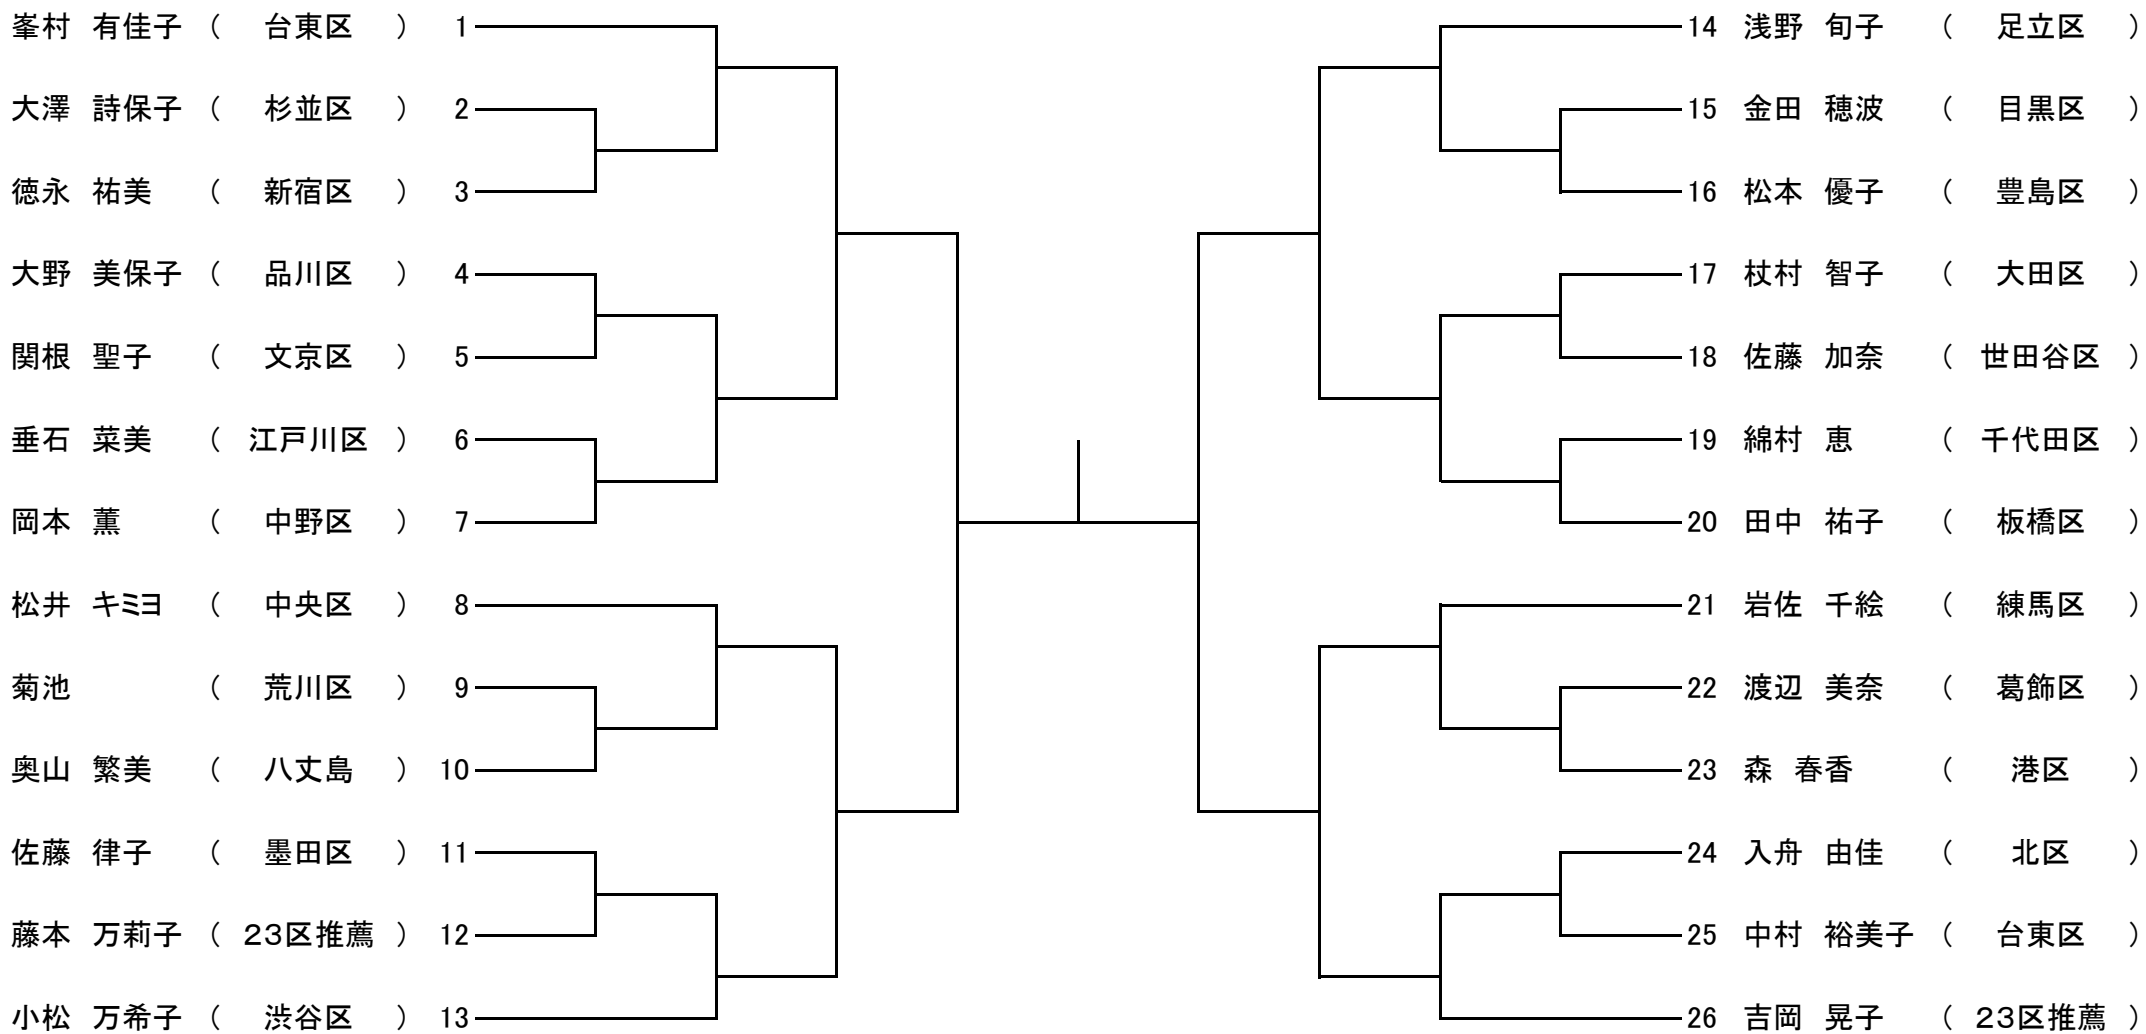 峯村 有佳子 ( 台東区 ) 1
大澤 詩保子 ( 杉並区 ) 2
徳永 祐美 ( 新宿区 ) 3
大野 美保子 ( 品川区 ) 4
関根 聖子 ( 文京区 ) 5
垂石 菜美 ( 江戸川区 ) 6
岡本 薫 ( 中野区 ) 7
松井 キミヨ ( 中央区 ) 8
菊池 ( 荒川区 ) 9
奥山 繁美 ( 八丈島 ) 10
佐藤 律子 ( 墨田区 ) 11
藤本 万莉子 ( 23区推薦 ) 12
小松 万希子 ( 渋谷区 ) 13
14 浅野 旬子 ( 足立区 )
15 金田 穂波 ( 目黒区 )
16 松本 優子 ( 豊島区 )
17 杖村 智子 ( 大田区 )
18 佐藤 加奈 ( 世田谷区 )
19 綿村 恵 ( 千代田区 )
20 田中 祐子 ( 板橋区 )
21 岩佐 千絵 ( 練馬区 )
22 渡辺 美奈 ( 葛飾区 )
23 森 春香 ( 港区 )
24 入舟 由佳 ( 北区 )
25 中村 裕美子 ( 台東区 )
26 吉岡 晃子 ( 23区推薦 )